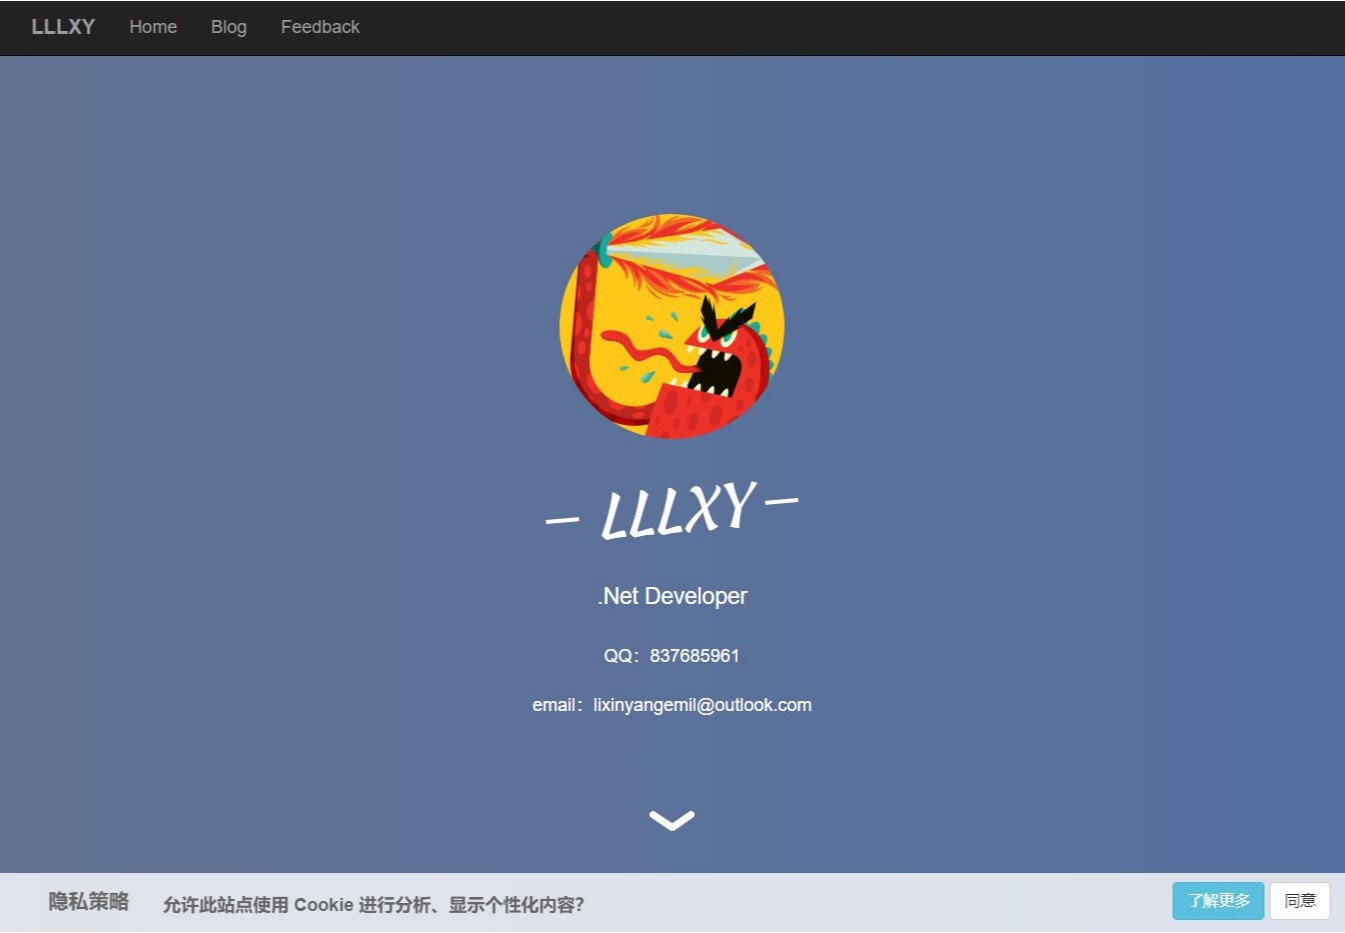 LLLXY Home Blog Feedback
— LLLXY —
.Net Developer
QQ：837685961
email：lixinyangemil@outlook.com
隐私策略 允许此站点使用 Cookie 进行分析、显示个性化内容? 了解更多 同意